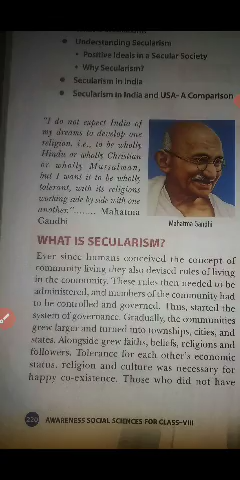 Understanding Secularism
• Positive Ideals in a Secular Society
• Why Secularism?
Secularism in India
Secularism in India and USA- A Comparison
"I do not expect India of
my dreams to develop one
religion, i.e., to be wholly
Hindu or wholly Christian
or wholly Mussulman,
but I want it to be wholly
tolerant, with its religions
working side by side with one
another."....... Mahatma
Gandhi
Mahatma Gandhi
WHAT IS SECULARISM?
Ever since humans conceived the concept of
community living they also devised rules of living
in the community. These rules then needed to be
administered, and members of the community had
to be controlled and governed. Thus, started the
system of governance. Gradually, the communities
grew larger and turned into townships, cities, and
states. Alongside grew faiths, beliefs, religions and
followers. Tolerance for each other's economic
status, religion and culture was necessary for
happy co-existence. Those who did not have
220 AWARENESS SOCIAL SCIENCES FOR CLASS-VIII